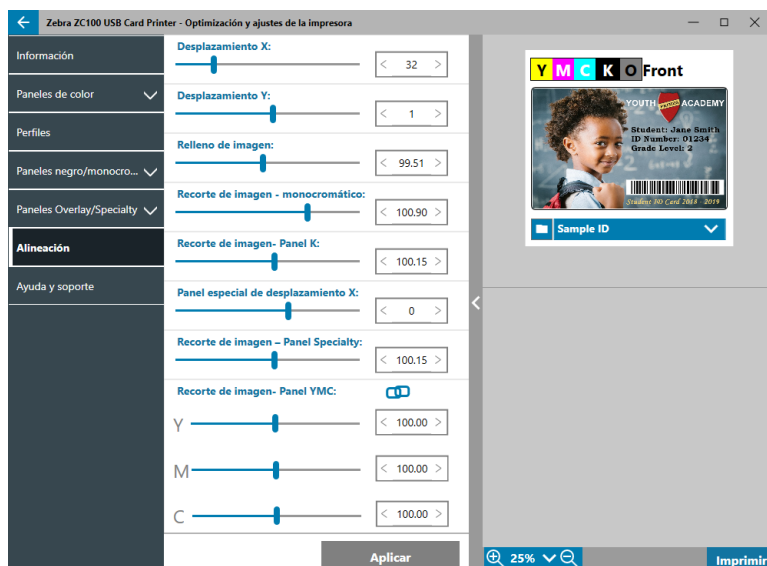 Zebra ZC100 USB Card Printer - Optimización y ajustes de la impresora
Información
Paneles de color
Perfiles
Paneles negro/monocro...
Paneles Overlay/Specialty
Alineación
Ayuda y soporte
Desplazamiento X:
32
Desplazamiento Y:
1
Relleno de imagen:
99.51
Recorte de imagen - monocromático:
100.90
Recorte de imagen- Panel K:
100.15
Panel especial de desplazamiento X:
0
Recorte de imagen – Panel Specialty:
100.15
Recorte de imagen- Panel YMC:
Y
100.00
M
100.00
C
100.00
Aplicar
Y M C K O Front
YOUTH ACADEMY
Student: Jane Smith
ID Number: 01234
Grade Level: 2
Student ID Card 2018 - 2019
Sample ID
25%
Imprimir